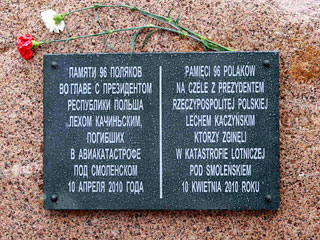 ПАМЯТИ 96 ПОЛЯКОВ
ВО ГЛАВЕ С ПРЕЗИДЕНТОМ
РЕСПУБЛИКИ ПОЛЬША
ЛЕХОМ КАЧИНЬСКИМ,
ПОГИБШИХ
В АВИАКАТАСТРОФЕ
ПОД СМОЛЕНСКОМ
10 АПРЕЛЯ 2010 ГОДА
PAMIĘCI 96 POLAKÓW
NA CZELE Z PREZYDENTEM
RZECZYPOSPOLITEJ POLSKIEJ
LECHEM KACZYŃSKIM
KTÓRZY ZGINĘLI
W KATASTROFIE LOTNICZEJ
POD SMOLEŃSKIEM
10 KWIETNIA 2010 ROKU